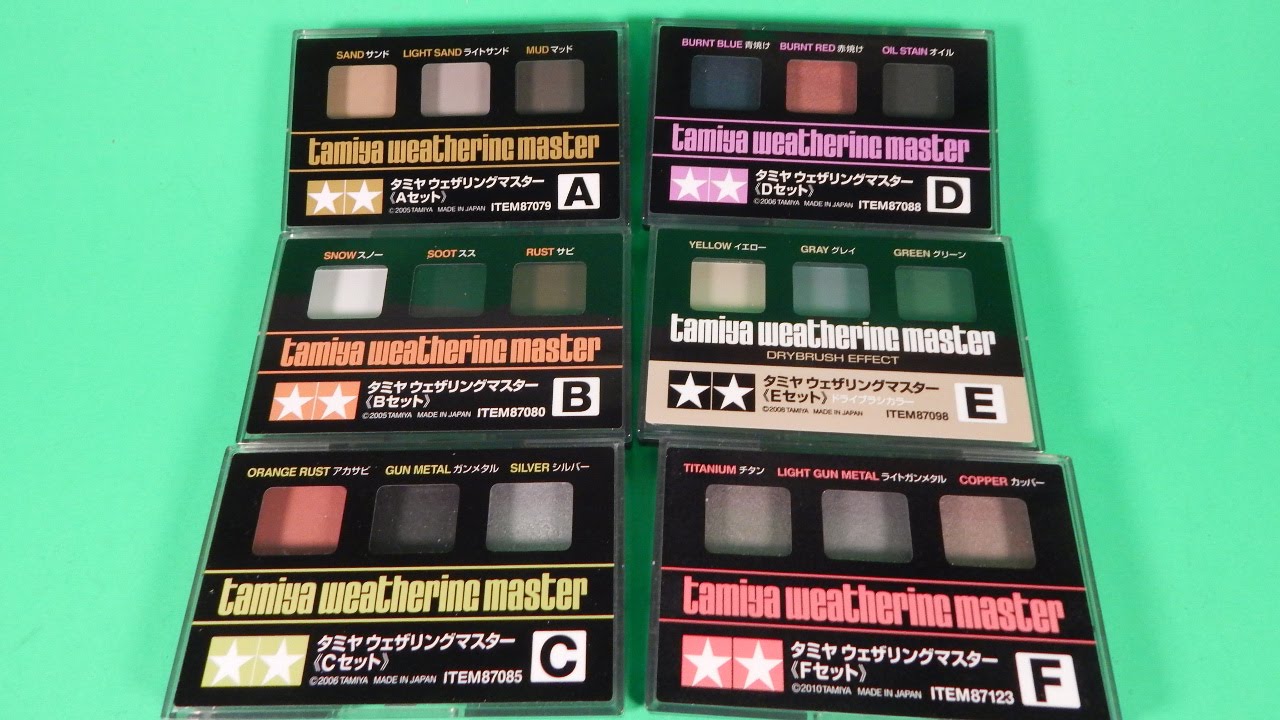 SAND サンド LIGHT SAND ライトサンド MUD マッド
tamiya weathering master
タミヤ ウェザリングマスター
《Aセット》
©2005 TAMIYA MADE IN JAPAN ITEM87079
A
BURNT BLUE 青焼け BURNT RED 赤焼け OIL STAIN オイル
tamiya weathering master
タミヤ ウェザリングマスター
《Dセット》
©2006 TAMIYA MADE IN JAPAN ITEM87088
D
SNOW スノー SOOT スス RUST サビ
tamiya weathering master
タミヤ ウェザリングマスター
《Bセット》
©2005 TAMIYA MADE IN JAPAN ITEM87080
B
YELLOW イエロー GRAY グレイ GREEN グリーン
tamiya weathering master
DRYBRUSH EFFECT
タミヤ ウェザリングマスター
《Eセット》ドライブラシカラー
©2008 TAMIYA MADE IN JAPAN ITEM87098
E
ORANGE RUST アカサビ GUN METAL ガンメタル SILVER シルバー
tamiya weathering master
タミヤ ウェザリングマスター
《Cセット》
©2006 TAMIYA MADE IN JAPAN ITEM87085
C
TITANIUM チタン LIGHT GUN METAL ライトガンメタル COPPER カッパー
tamiya weathering master
タミヤ ウェザリングマスター
《Fセット》
©2010 TAMIYA MADE IN JAPAN ITEM87123
F